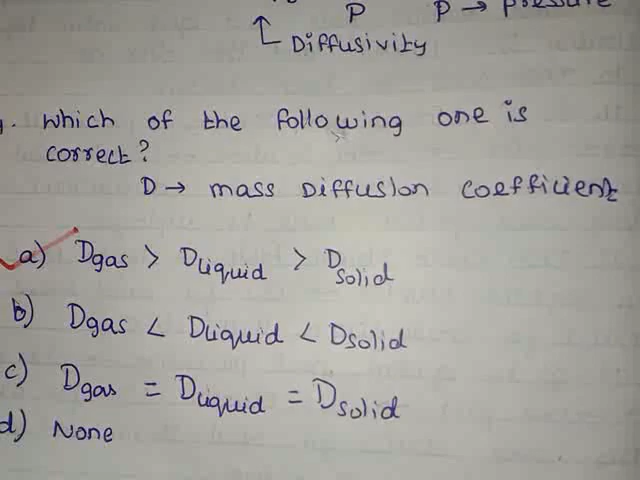 P P → pressure
Diffusivity
Which of the following one is
correct?
D → mass Diffusion coefficient
a) Dgas > DLiquid > Dsolid
b) Dgas < DLiquid < Dsolid
c) Dgas = DLiquid = Dsolid
d) None